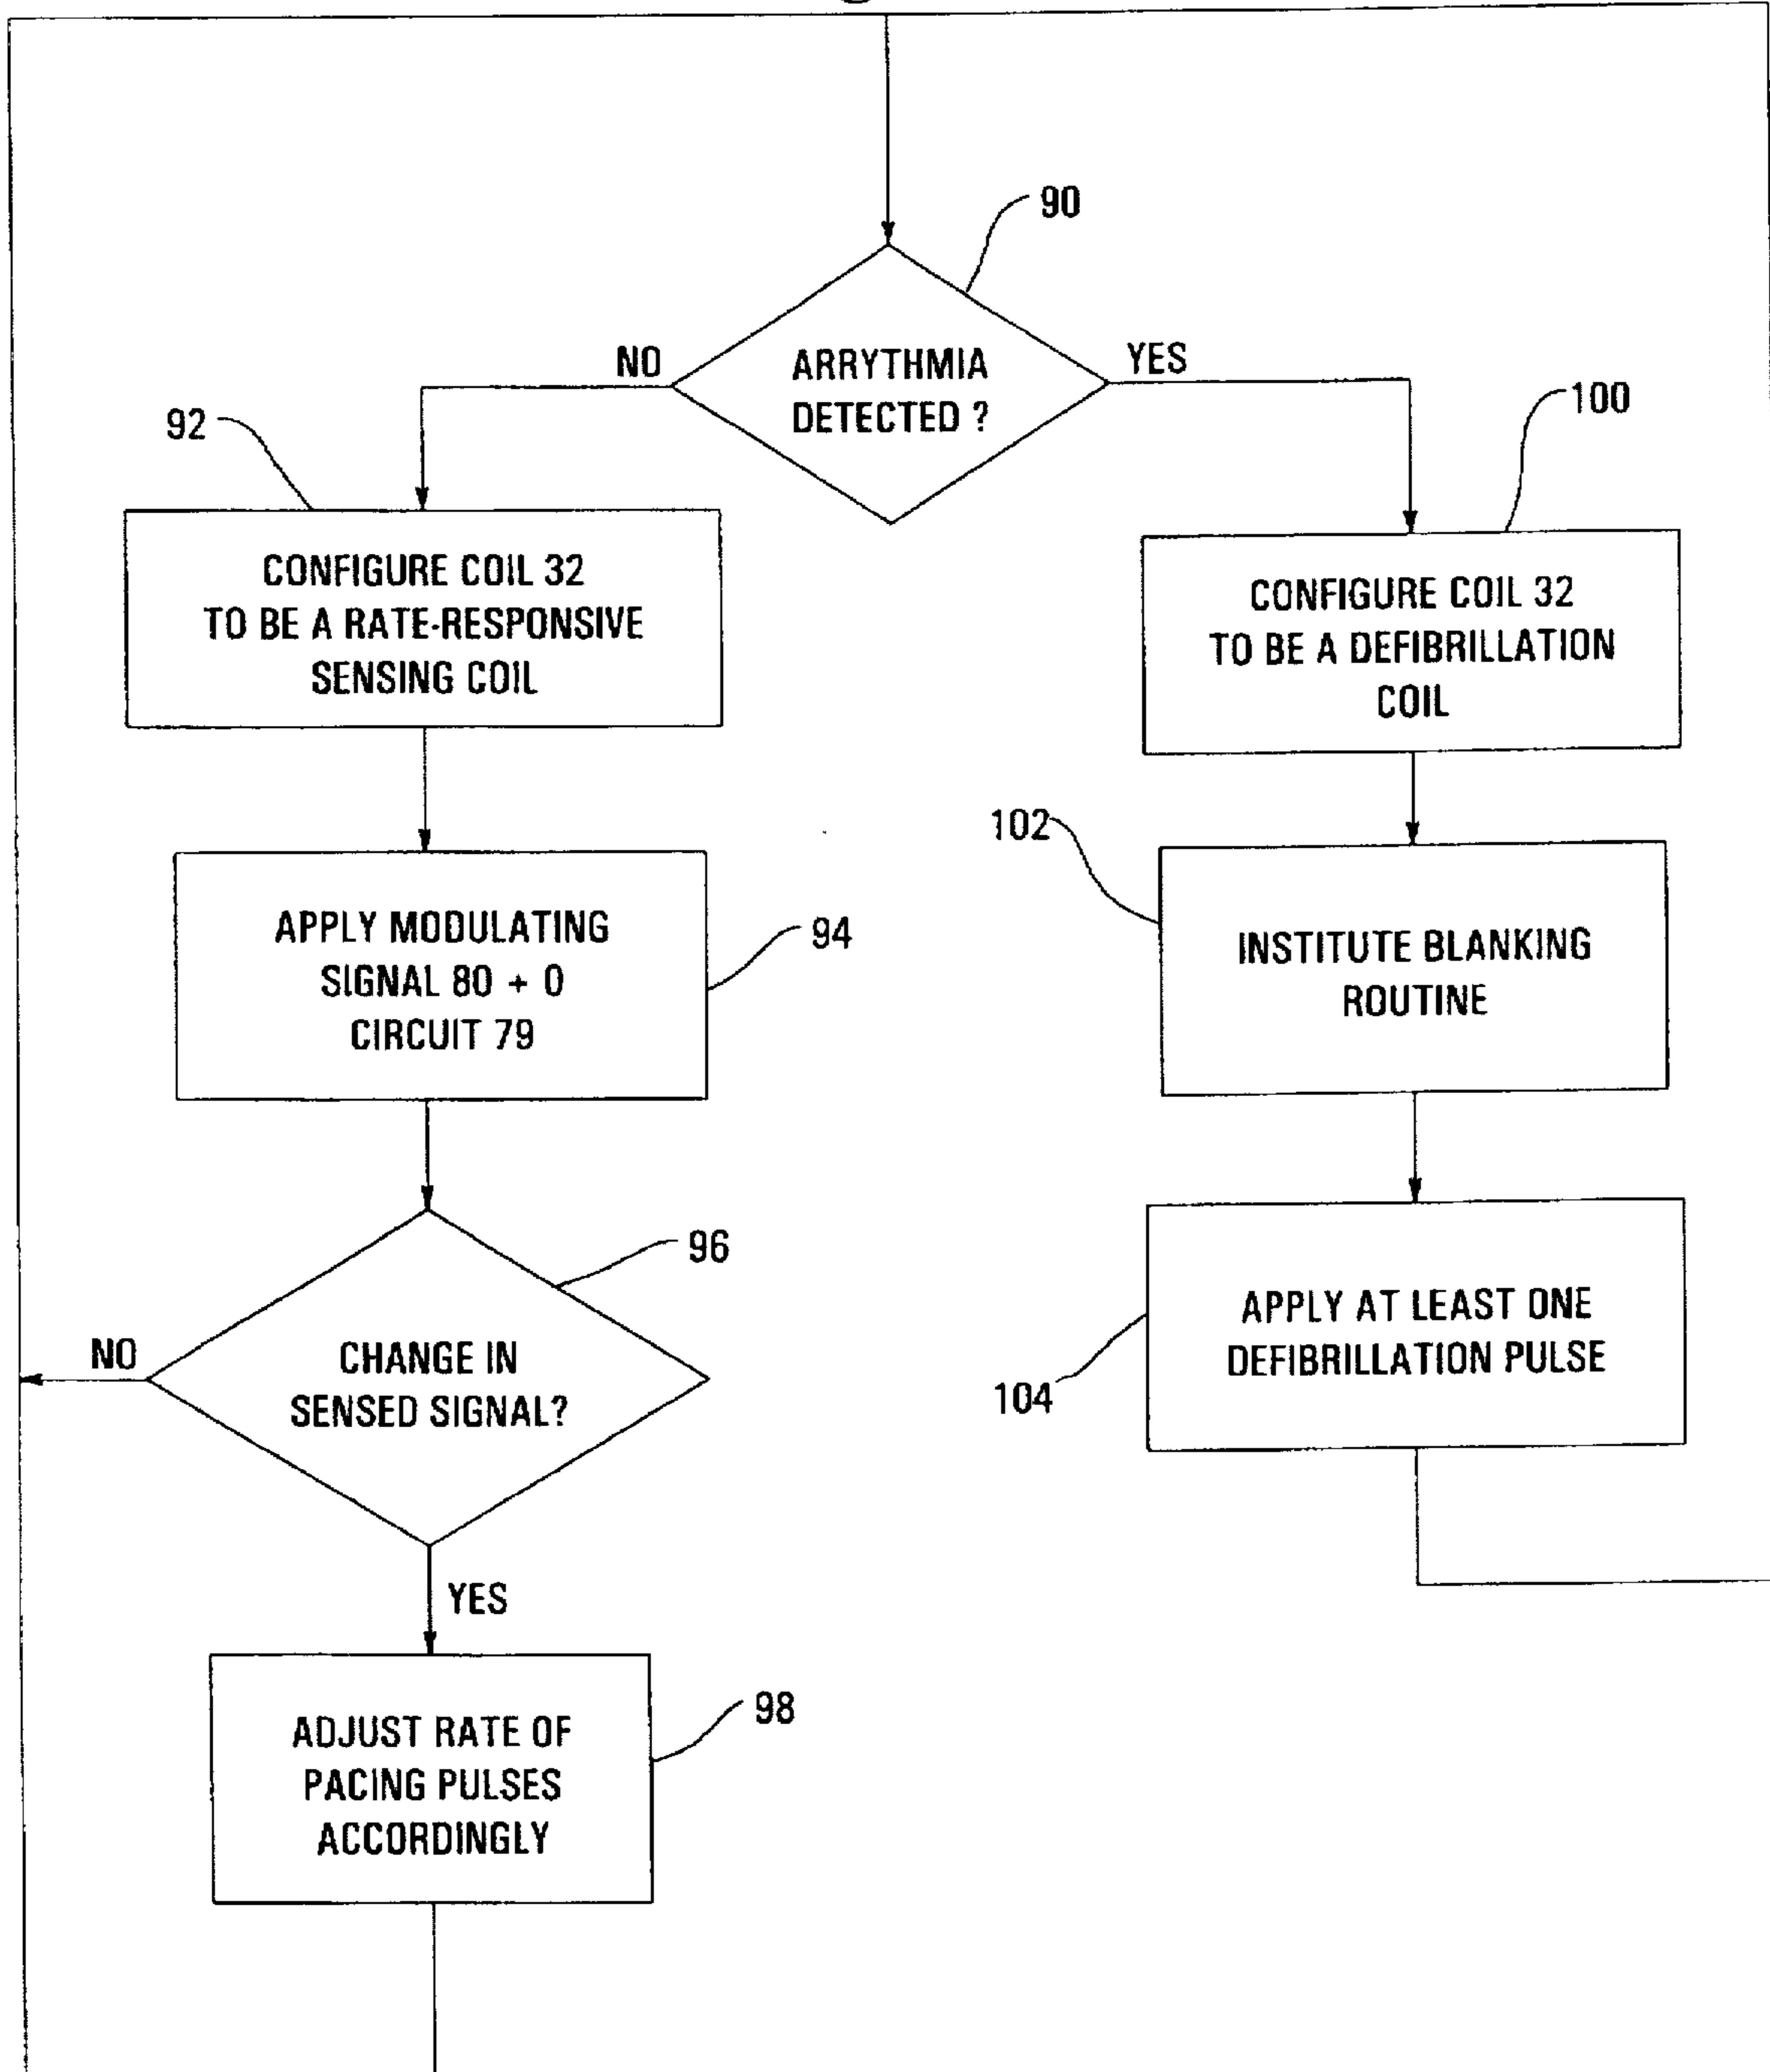 90
NO
ARRYTHMIA
DETECTED ?
YES
92
100
CONFIGURE COIL 32
TO BE A RATE-RESPONSIVE
SENSING COIL
CONFIGURE COIL 32
TO BE A DEFIBRILLATION
COIL
102
APPLY MODULATING
SIGNAL 80 + 0
CIRCUIT 79
94
INSTITUTE BLANKING
ROUTINE
96
NO
CHANGE IN
SENSED SIGNAL?
APPLY AT LEAST ONE
DEFIBRILLATION PULSE
104
YES
ADJUST RATE OF
PACING PULSES
ACCORDINGLY
98